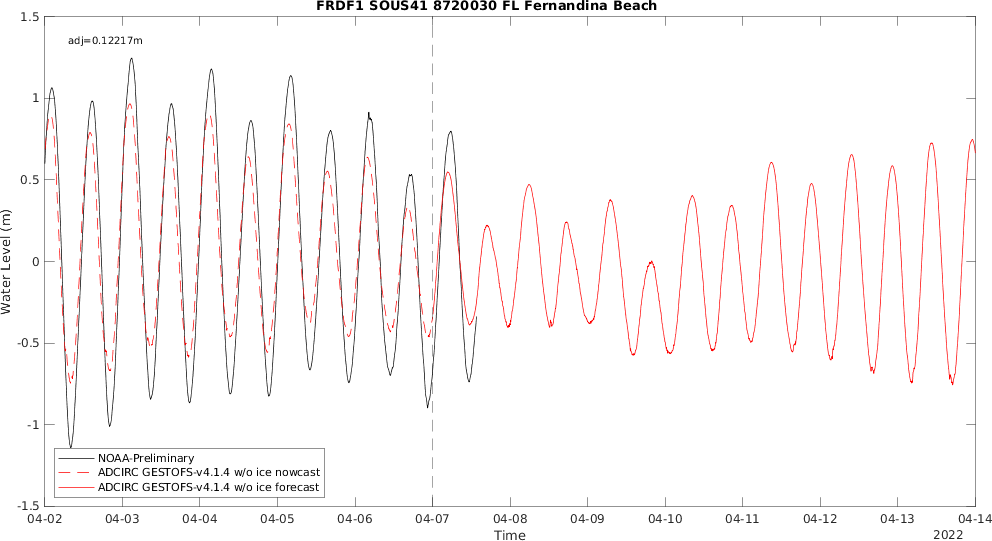 FRDF1 SOUS41 8720030 FL Fernandina Beach
adj=0.12217m
1.5
1
0.5
0
-0.5
-1
-1.5
Water Level (m)
NOAA-Preliminary
ADCIRC GESTOFS-v4.1.4 w/o ice nowcast
ADCIRC GESTOFS-v4.1.4 w/o ice forecast
04-02 04-03 04-04 04-05 04-06 04-07 04-08 04-09 04-10 04-11 04-12 04-13 04-14
Time
2022